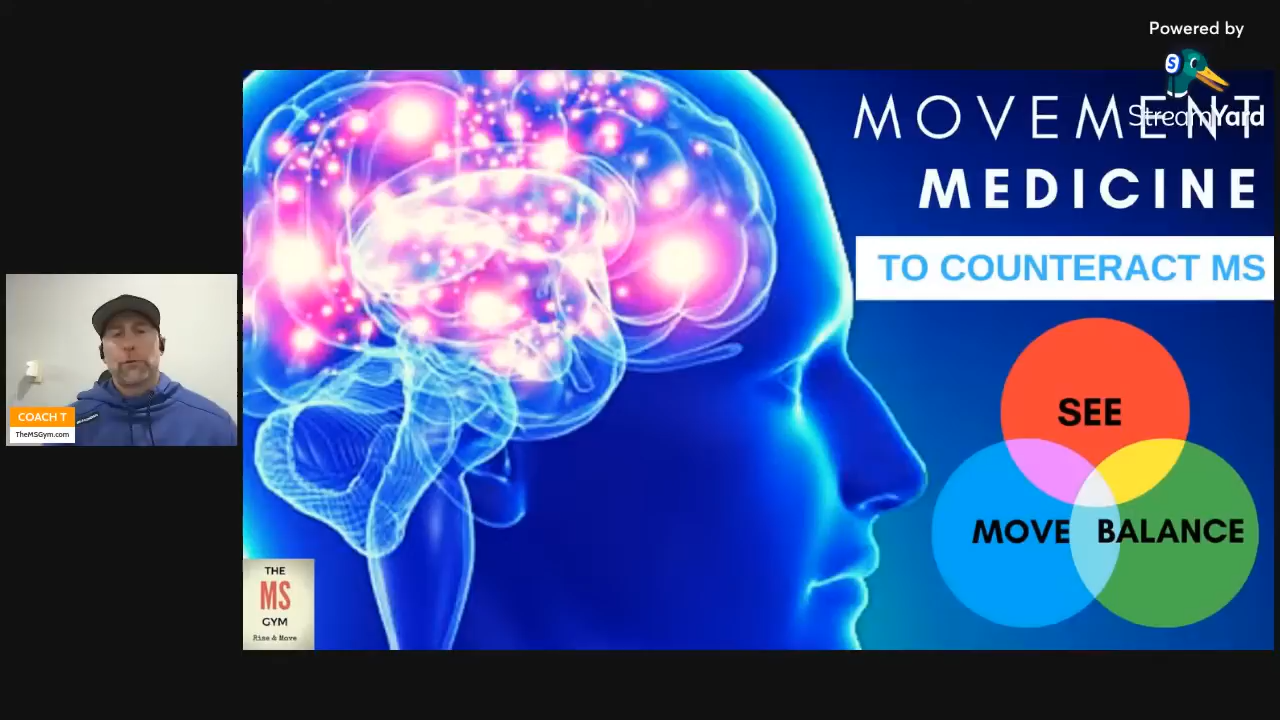 Powered by
StreamYard
MOVEMENT
MEDICINE
TO COUNTERACT MS
SEE
MOVE
BALANCE
COACH T
TheMSGym.com
THE
MS
GYM
Rise & Move